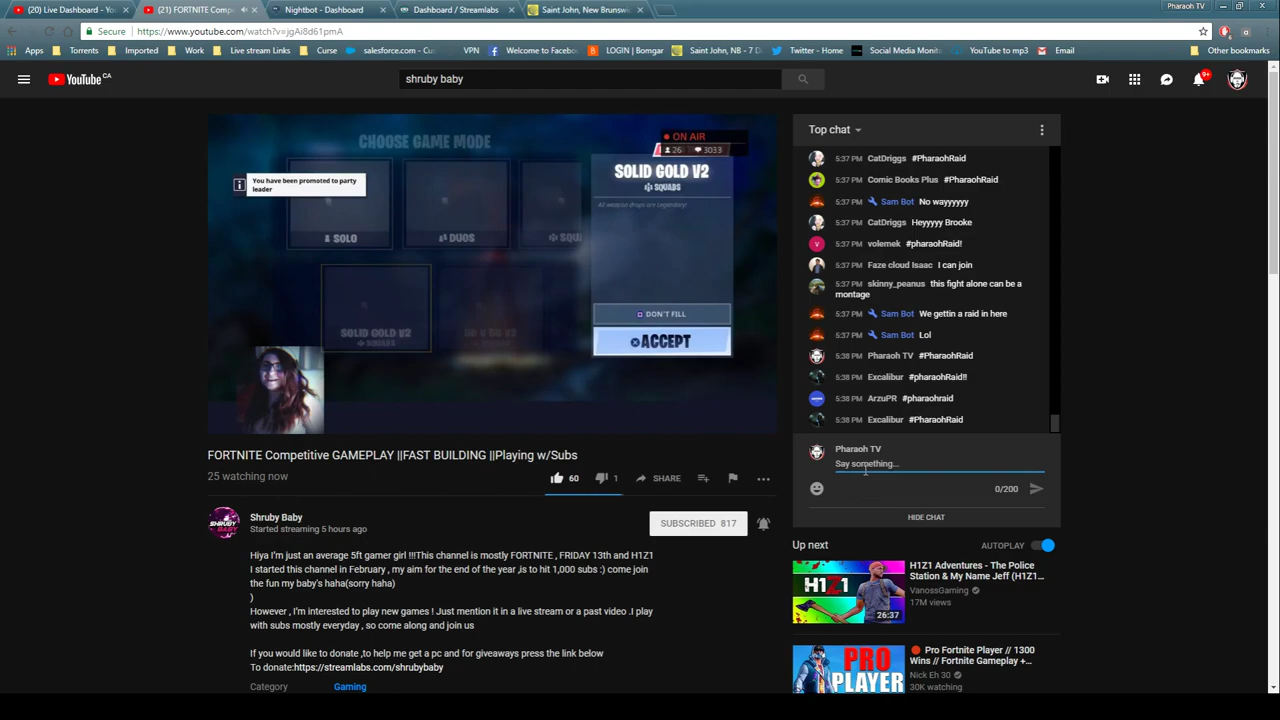 (20) Live Dashboard - You
(21) FORTNITE Comp
Nightbot - Dashboard
Dashboard / Streamlabs
Saint John, New Brunsw
Pharaoh TV
Secure
https://www.youtube.com/watch?v=jgAi8d61pmA
Apps
Torrents
Imported
Work
Live stream Links
Curse
salesforce.com - Cu
VPN
Welcome to Facebo
LOGIN | Bomgar
Saint John, NB - 7 D
Twitter - Home
Social Media Monito
YouTube to mp3
Email
Other bookmarks
YouTube CA
shruby baby
9+
CHOOSE GAME MODE
ON AIR
26
3033
You have been promoted to party
leader
SOLID GOLD V2
SQUADS
All weapon drops are Legendary!
SOLO
DUOS
SQU
SOLID GOLD V2
SQUADS
DON'T FILL
ACCEPT
Top chat
5:37 PM CatDriggs #PharaohRaid
5:37 PM Comic Books Plus #PharaohRaid
5:37 PM Sam Bot No wayyyyyy
5:37 PM CatDriggs Heyyyyy Brooke
V
5:37 PM volemek #pharaohRaid!
5:37 PM Faze cloud Isaac I can join
5:37 PM skinny_peanus this fight alone can be a
montage
5:37 PM Sam Bot We gettin a raid in here
5:37 PM Sam Bot Lol
5:38 PM Pharaoh TV #PharaohRaid
5:38 PM Excalibur #pharaohRaid!!
5:38 PM ArzuPR #pharaohraid
5:38 PM Excalibur #PharaohRaid
Pharaoh TV
Say something...
0/200
HIDE CHAT
FORTNITE Competitive GAMEPLAY ||FAST BUILDING ||Playing w/Subs
25 watching now
60
1
SHARE
SHRUBY BABY
Shruby Baby
Started streaming 5 hours ago
SUBSCRIBED 817
Hiya I'm just an average 5ft gamer girl !!!This channel is mostly FORTNITE , FRIDAY 13th and H1Z1
I started this channel in February , my aim for the end of the year ,is to hit 1,000 subs :) come join
the fun my baby's haha(sorry haha)
)
However , I'm interested to play new games ! Just mention it in a live stream or a past video .I play
with subs mostly everyday , so come along and join us
If you would like to donate ,to help me get a pc and for giveaways press the link below
To donate:https://streamlabs.com/shrubybaby
Category
Gaming
Up next
AUTOPLAY
H1Z1
26:37
H1Z1 Adventures - The Police
Station & My Name Jeff (H1Z1...
VanossGaming
17M views
PRO
PLAYER
Pro Fortnite Player // 1300
Wins // Fortnite Gameplay +...
Nick Eh 30
30K watching